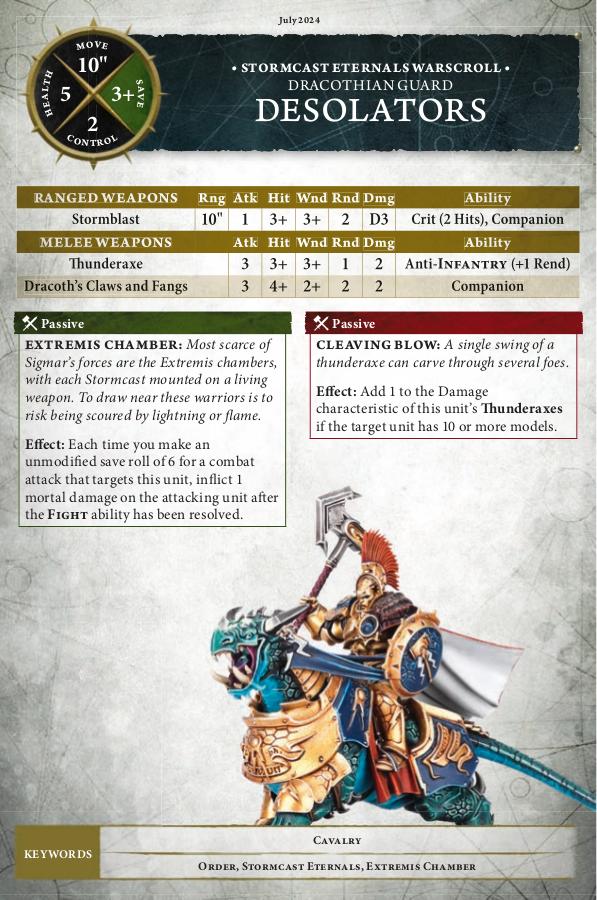 July 2024
MOVE
10"
HEALTH
5
3+
SAVE
2
CONTROL
• STORMCAST ETERNALS WARSCROLL •
DRACOTHIAN GUARD
DESOLATORS
RANGED WEAPONS Rng Atk Hit Wnd Rnd Dmg Ability
Stormblast 10" 1 3+ 3+ 2 D3 Crit (2 Hits), Companion
MELEE WEAPONS Atk Hit Wnd Rnd Dmg Ability
Thunderaxe 3 3+ 3+ 1 2 Anti-INFANTRY (+1 Rend)
Dracoth's Claws and Fangs 3 4+ 2+ 2 2 Companion
Passive
EXTREMIS CHAMBER: Most scarce of
Sigmar's forces are the Extremis chambers,
with each Stormcast mounted on a living
weapon. To draw near these warriors is to
risk being scoured by lightning or flame.
Effect: Each time you make an
unmodified save roll of 6 for a combat
attack that targets this unit, inflict 1
mortal damage on the attacking unit after
the FIGHT ability has been resolved.
Passive
CLEAVING BLOW: A single swing of a
thunderaxe can carve through several foes.
Effect: Add 1 to the Damage
characteristic of this unit's Thunderaxes
if the target unit has 10 or more models.
KEYWORDS
CAVALRY
ORDER, STORMCAST ETERNALS, EXTREMIS CHAMBER